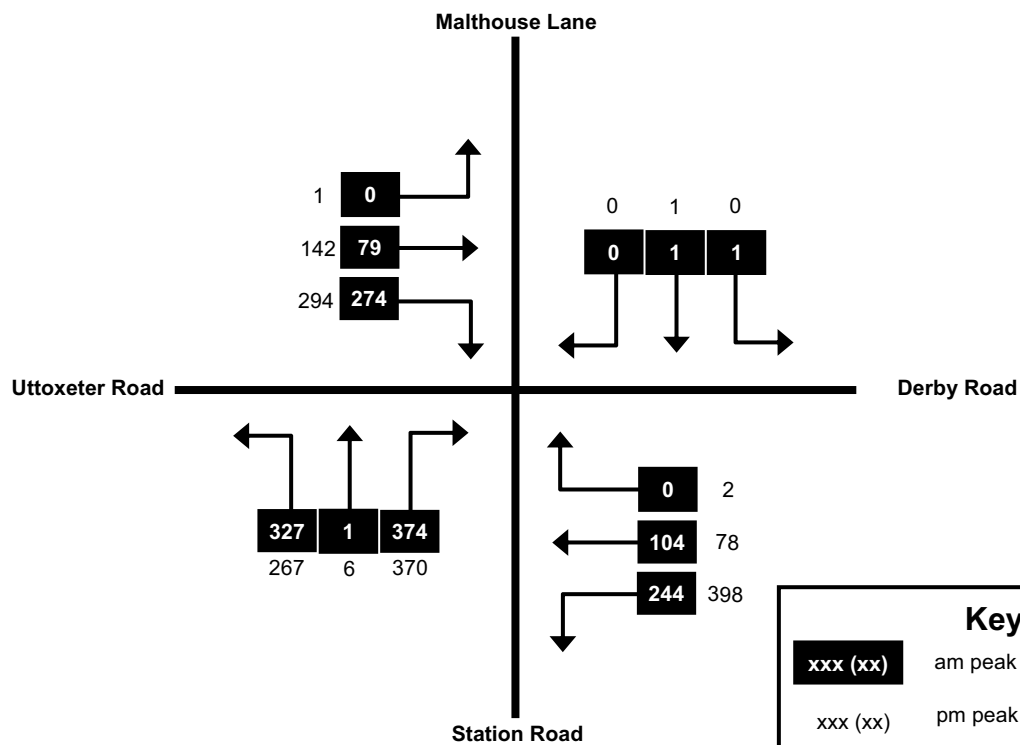 Malthouse Lane
1 0
142 79
294 274
0 1 0
0 1 1
Uttoxeter Road
Derby Road
327 1 374
267 6 370
0 2
104 78
244 398
Key
xxx (xx) am peak
xxx (xx) pm peak
Station Road